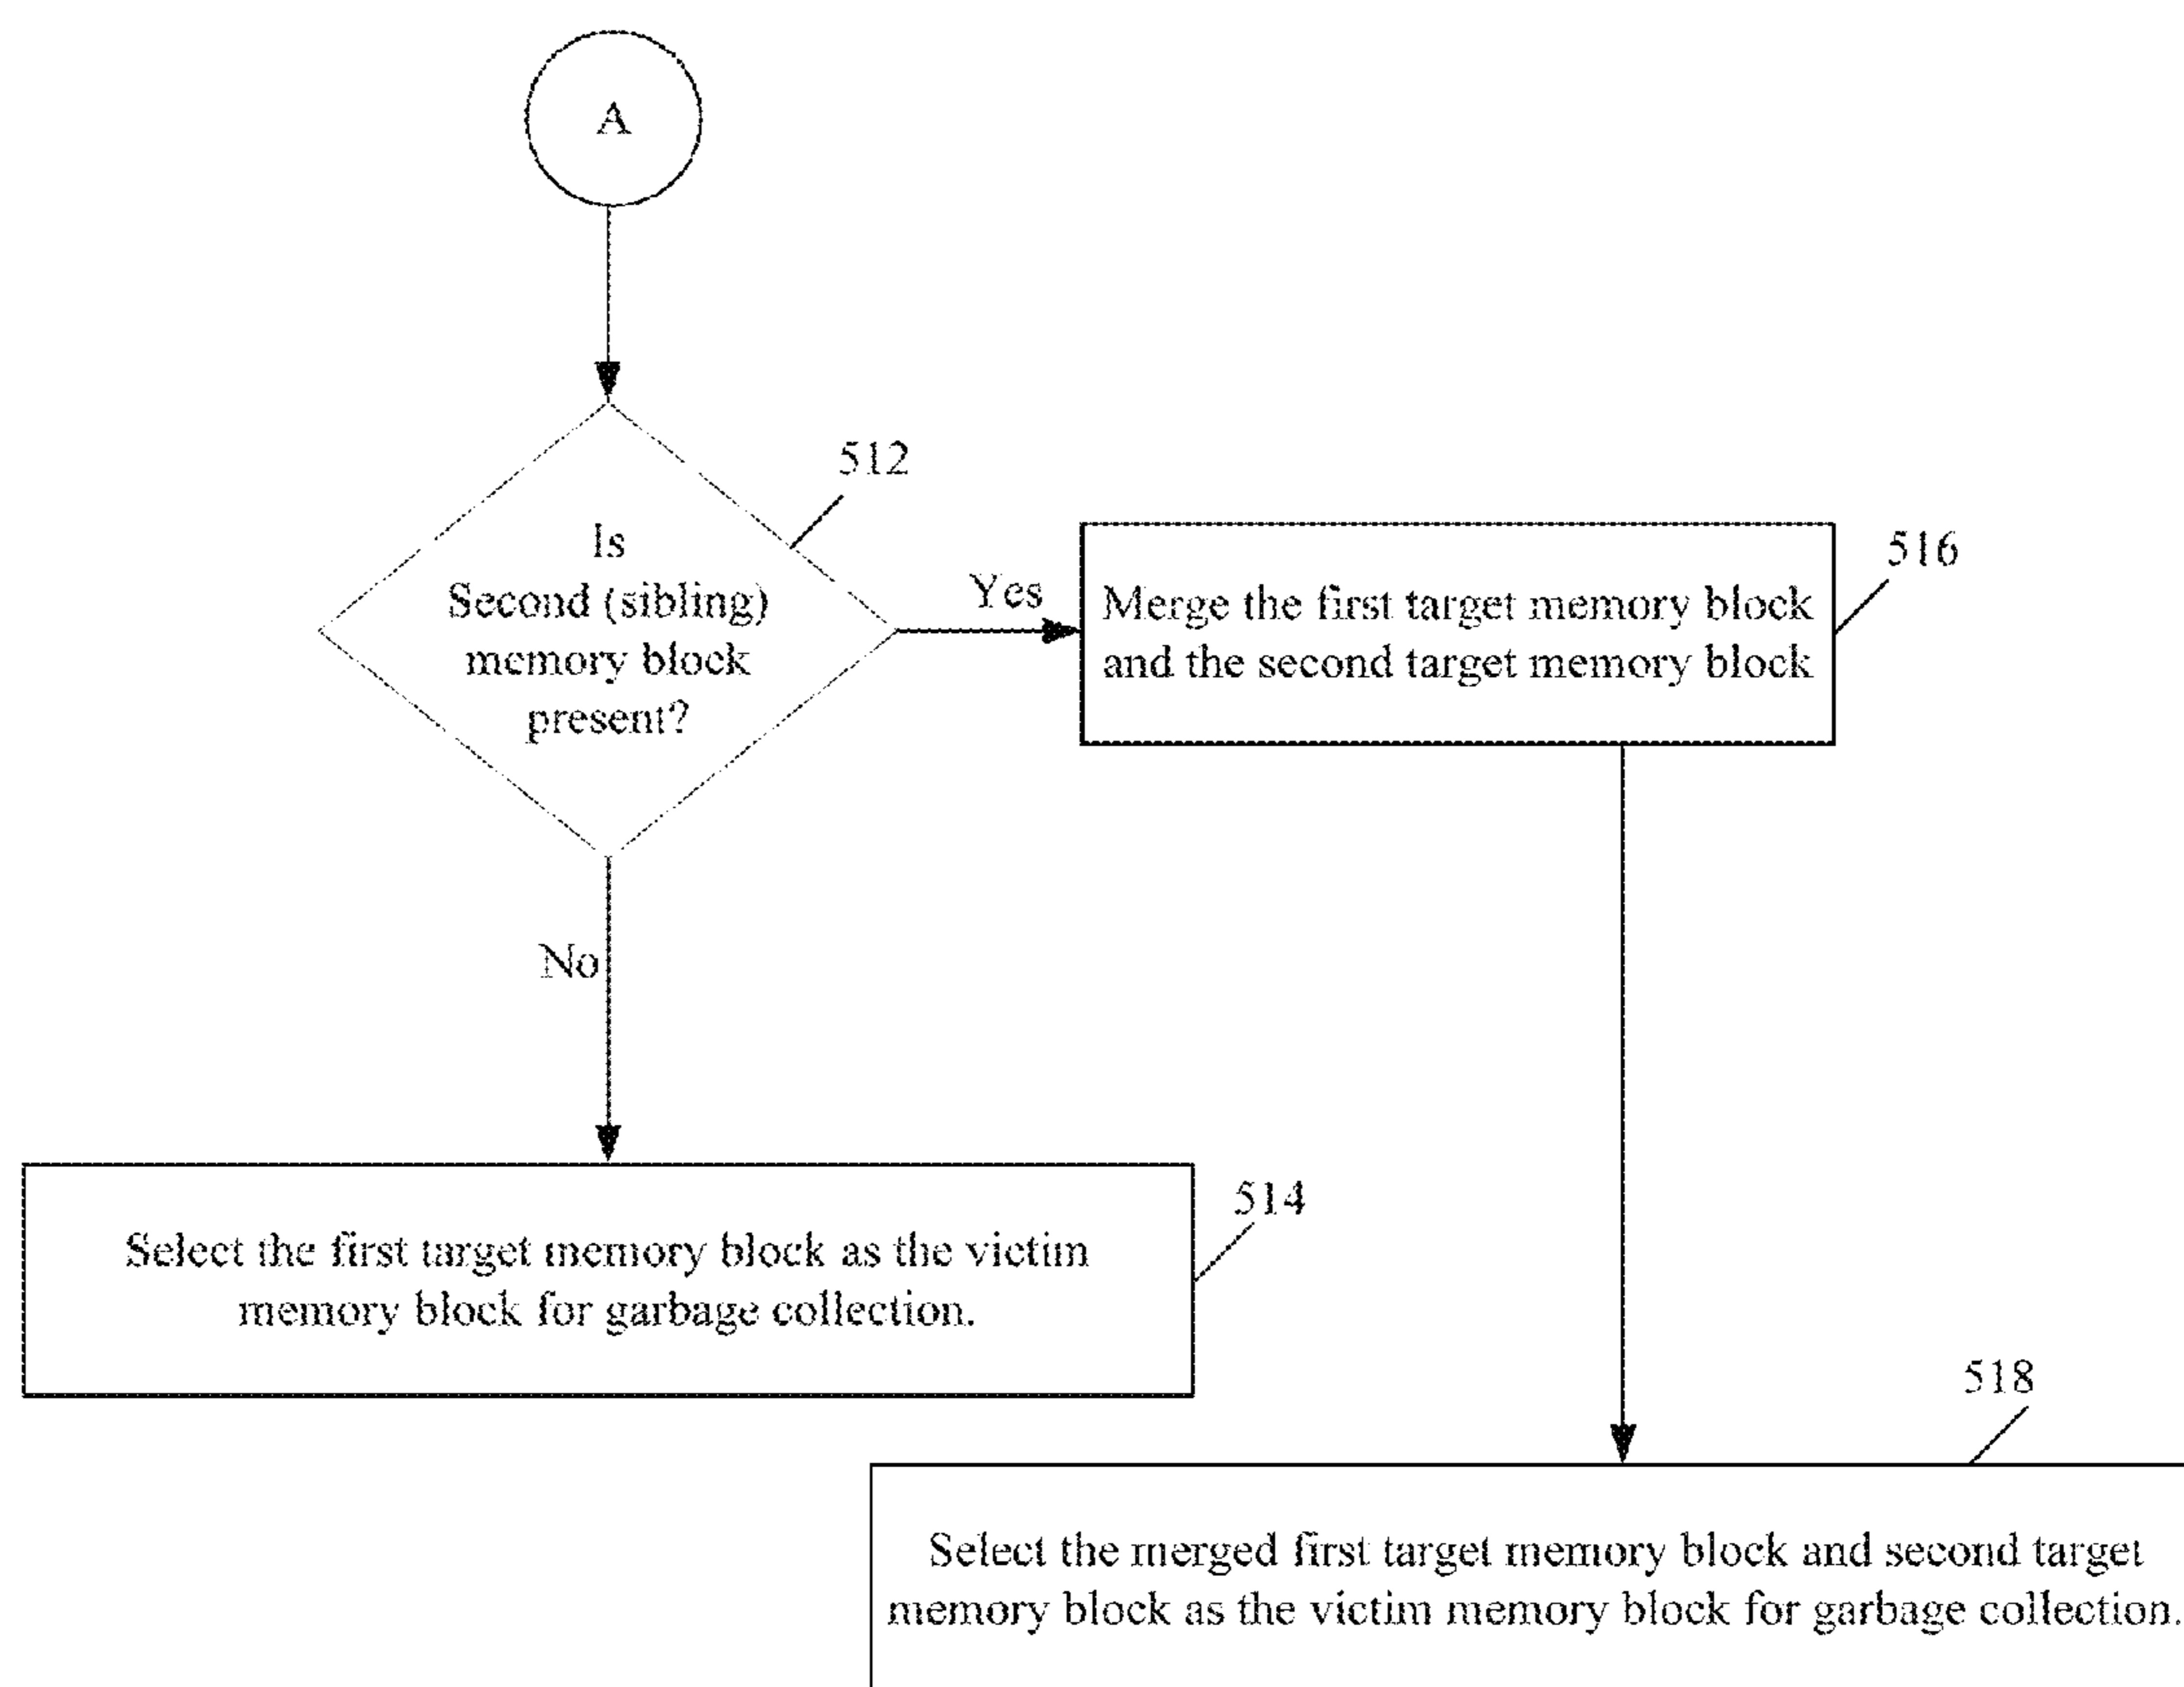 A
512
Is
Second (sibling)
memory block
present?
Yes
516
Merge the first target memory block
and the second target memory block
No
514
Select the first target memory block as the victim
memory block for garbage collection.
518
Select the merged first target memory block and second target
memory block as the victim memory block for garbage collection.